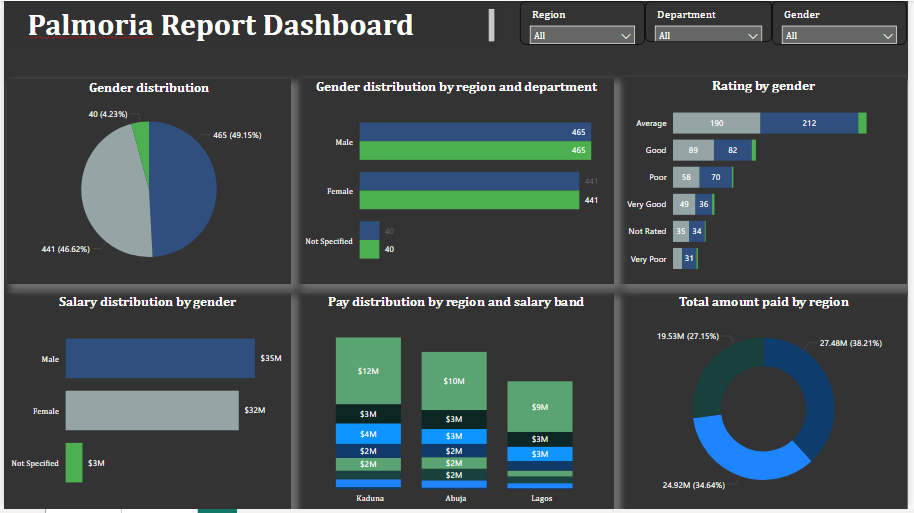 Palmoria Report Dashboard
Region
All
Department
All
Gender
All
Gender distribution
40 (4.23%)
465 (49.15%)
441 (46.62%)
Gender distribution by region and department
Male
465
465
Female
441
441
Not Specified
40
40
Rating by gender
Average 190 212
Good 89 82
Poor 58 70
Very Good 49 36
Not Rated 35 34
Very Poor 31
Salary distribution by gender
Male $35M
Female $32M
Not Specified $3M
Pay distribution by region and salary band
$12M
$3M
$4M
$2M
$2M
Kaduna
$10M
$3M
$3M
$2M
$2M
$2M
Abuja
$9M
$3M
$3M
Lagos
Total amount paid by region
19.53M (27.15%)
27.48M (38.21%)
24.92M (34.64%)